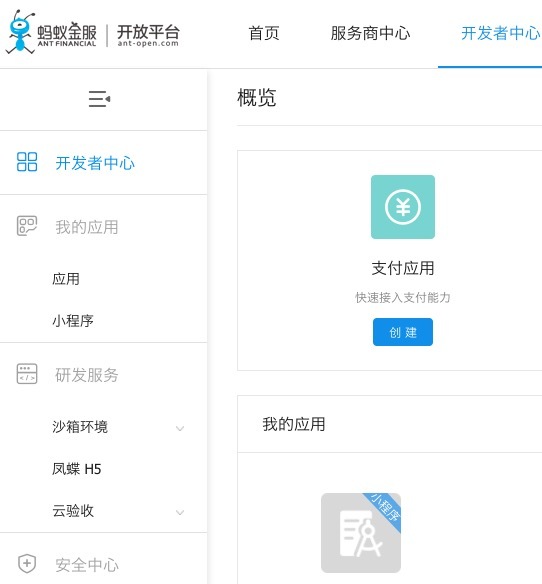 蚂蚁金服
ANT FINANCIAL
开放平台
ant-open.com
首页
服务商中心
开发者中心
开发者中心
我的应用
应用
小程序
研发服务
沙箱环境
凤蝶 H5
云验收
安全中心
概览
支付应用
快速接入支付能力
创建
我的应用
小程序